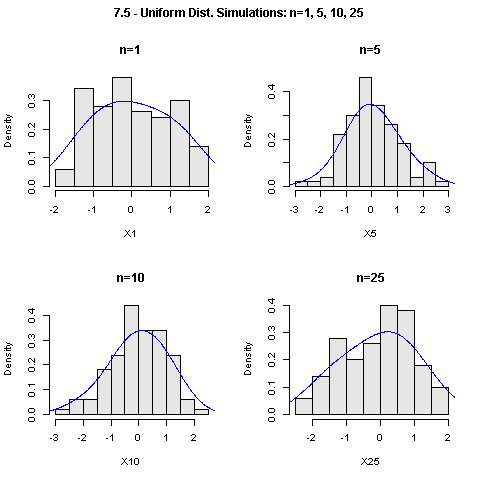 7.5 - Uniform Dist. Simulations: n=1, 5, 10, 25
n=1
Density
0.0 0.1 0.2 0.3
-2 -1 0 1 2
X1
n=5
Density
0.0 0.2 0.4
-3 -2 -1 0 1 2 3
X5
n=10
Density
0.0 0.1 0.2 0.3 0.4
-3 -2 -1 0 1 2
X10
n=25
Density
0.0 0.1 0.2 0.3 0.4
-2 -1 0 1 2
X25